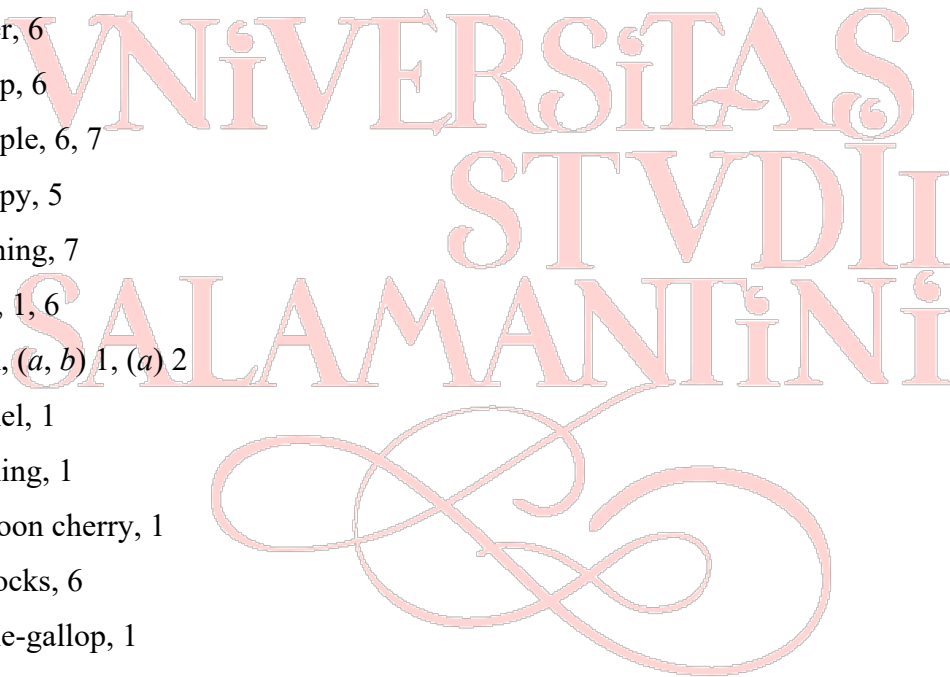 r, 6
p, 6
ple, 6, 7
py, 5
ning, 7
, 1, 6
, (a, b) 1, (a) 2
el, 1
ing, 1
oon cherry, 1
ocks, 6
e-gallop, 1
VNiVERSiTAS
STVDII
SALAMANTiNi